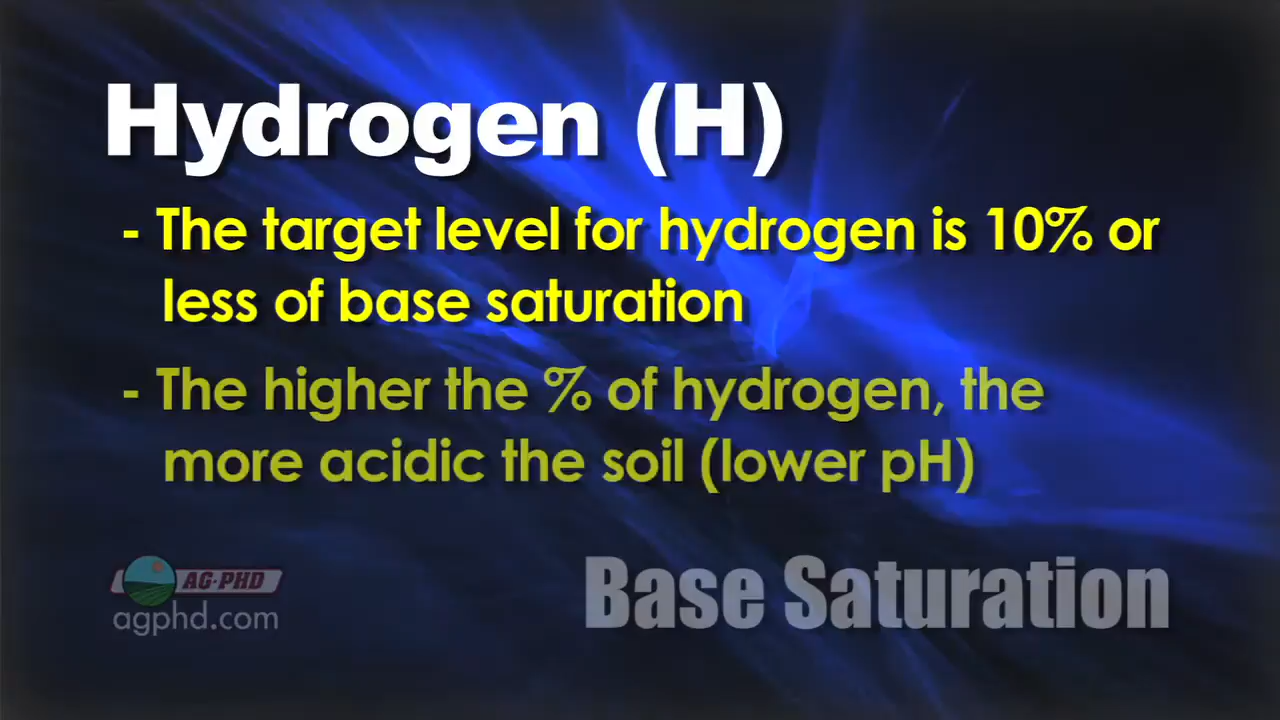 Hydrogen (H)
- The target level for hydrogen is 10% or
less of base saturation
- The higher the % of hydrogen, the
more acidic the soil (lower pH)
AG·PHD
agphd.com
Base Saturation